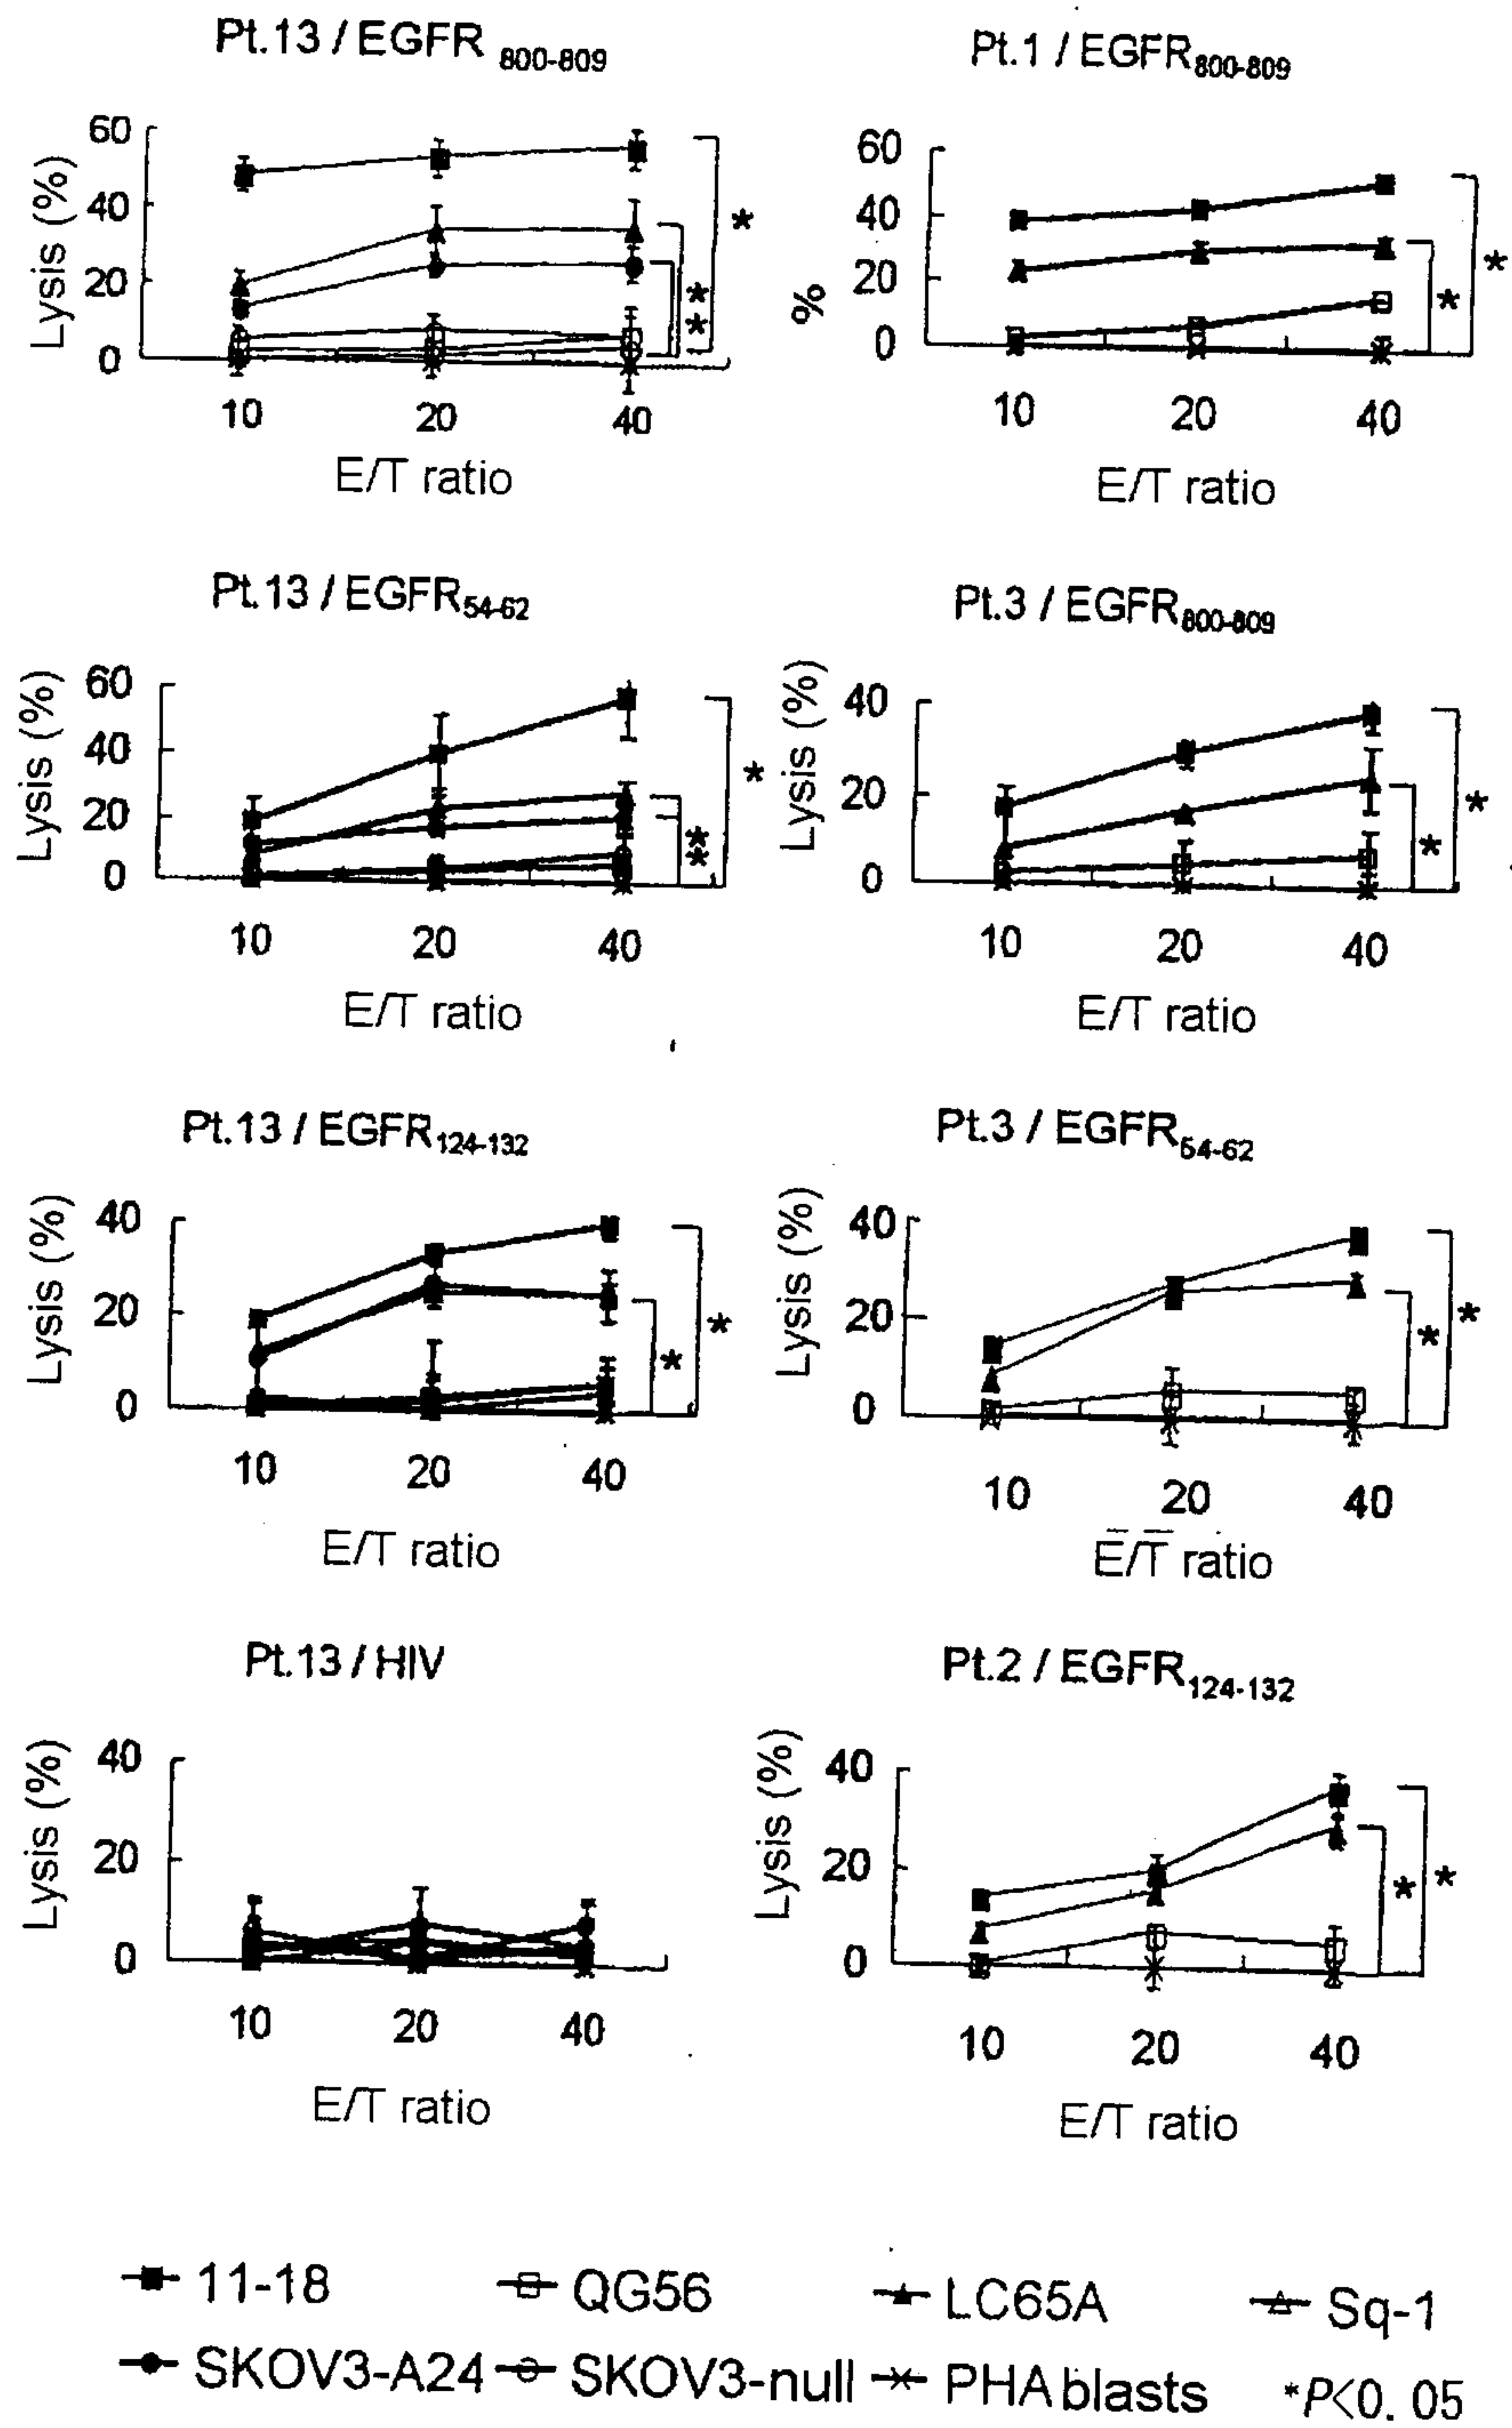 Pt.13 / EGFR 800-809
Lysis (%)
60
40
20
0
10 20 40
E/T ratio
*
*
*
Pt.1 / EGFR800-809
%
60
40
20
0
10 20 40
E/T ratio
*
*
Pt.13 / EGFR54-62
Lysis (%)
60
40
20
0
10 20 40
E/T ratio
*
*
*
Pt.3 / EGFR800-809
Lysis (%)
40
20
0
10 20 40
E/T ratio
*
*
Pt.13 / EGFR124-132
Lysis (%)
40
20
0
10 20 40
E/T ratio
*
*
Pt.3 / EGFR54-62
Lysis (%)
40
20
0
10 20 40
E/T ratio
*
*
Pt.13 / HIV
Lysis (%)
40
20
0
10 20 40
E/T ratio
Pt.2 / EGFR124-132
Lysis (%)
40
20
0
10 20 40
E/T ratio
*
*
11-18 QG56 LC65A Sq-1
SKOV3-A24 SKOV3-null PHA blasts *P<0. 05